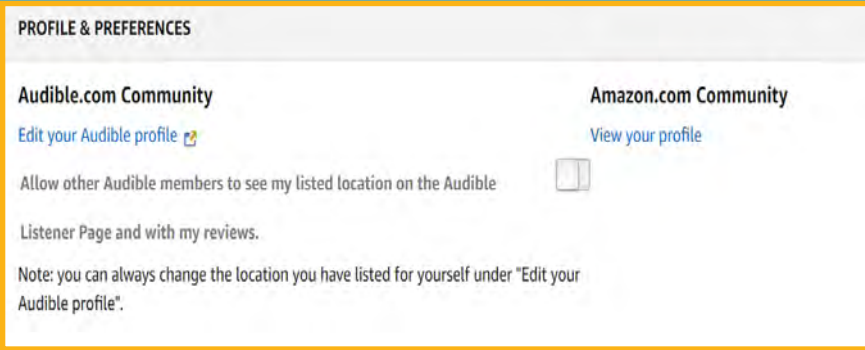 PROFILE & PREFERENCES
Audible.com Community
Edit your Audible profile
Allow other Audible members to see my listed location on the Audible
Listener Page and with my reviews.
Note: you can always change the location you have listed for yourself under "Edit your
Audible profile".
Amazon.com Community
View your profile